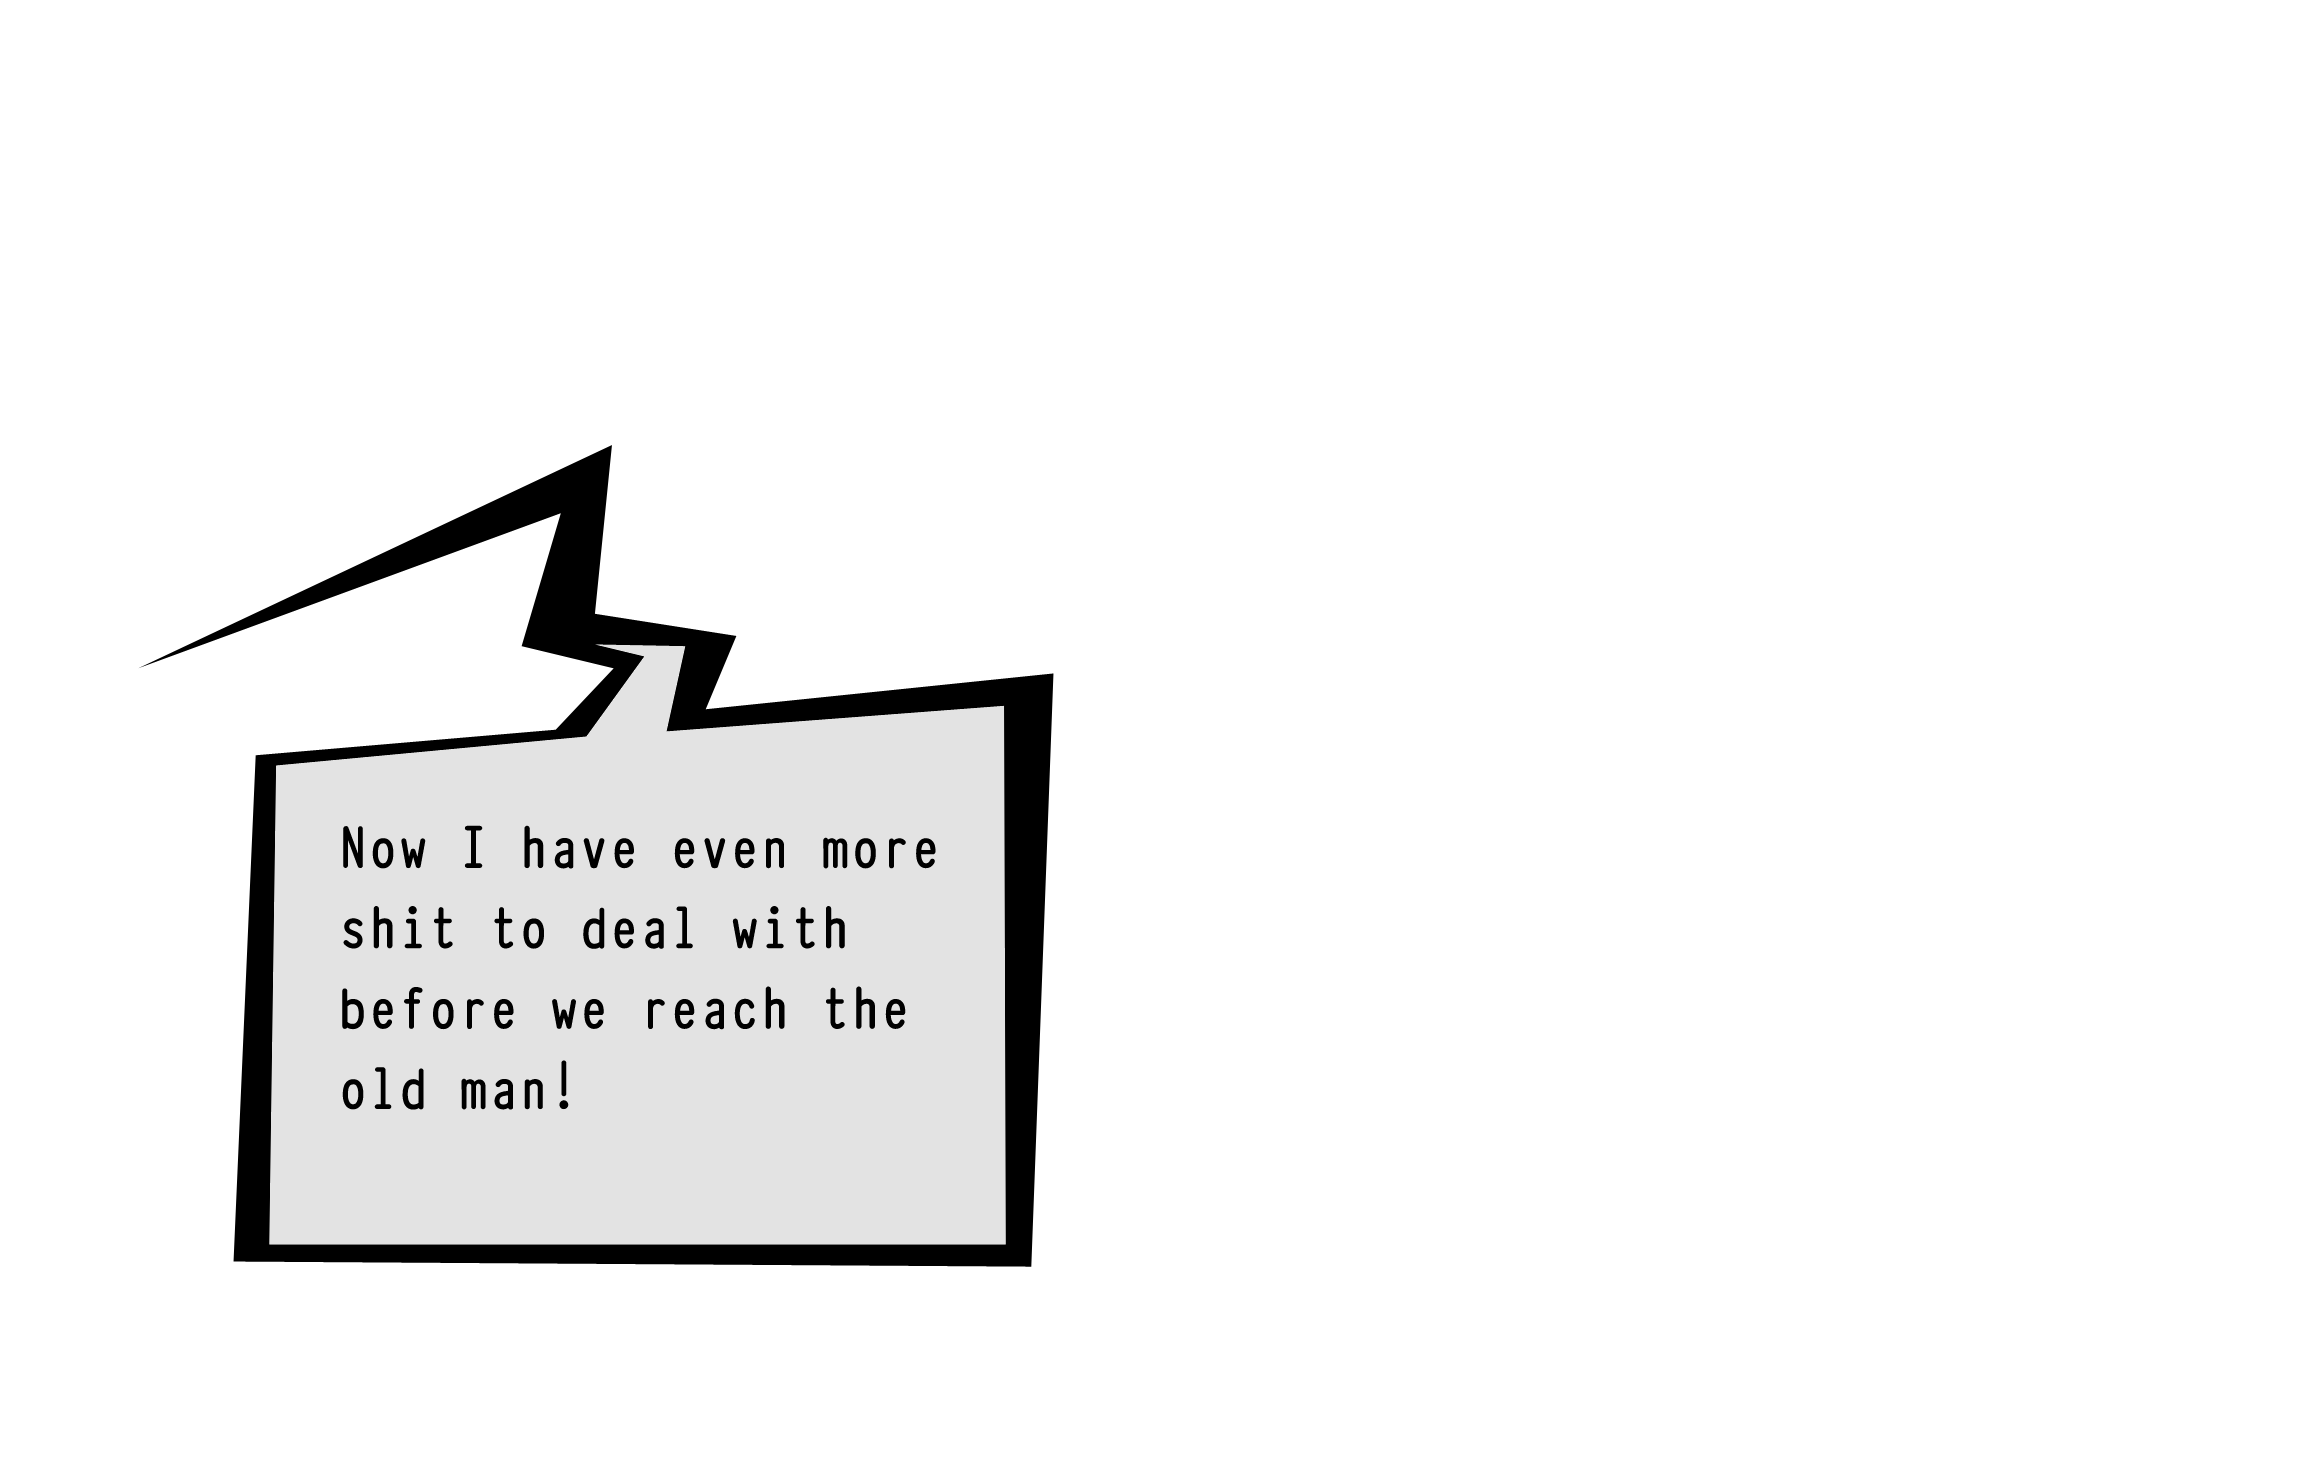 Now I have even more
shit to deal with
before we reach the
old man!